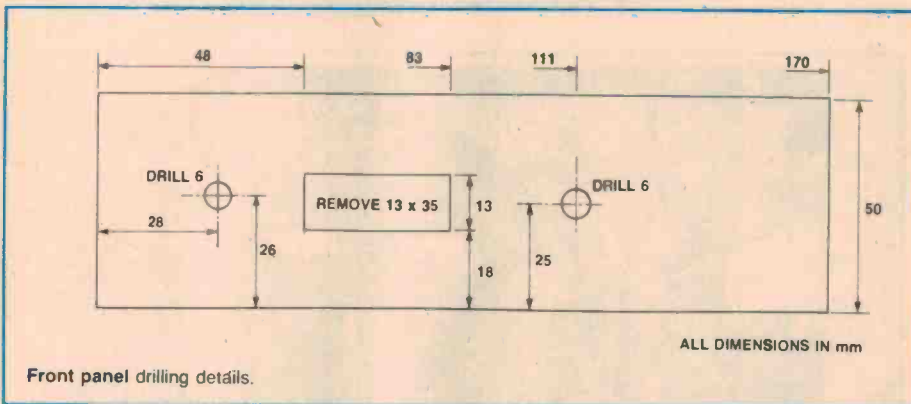 48
83
111
170
DRILL 6
REMOVE 13 x 35
13
DRILL 6
50
28
26
18
25
ALL DIMENSIONS IN mm
Front panel drilling details.